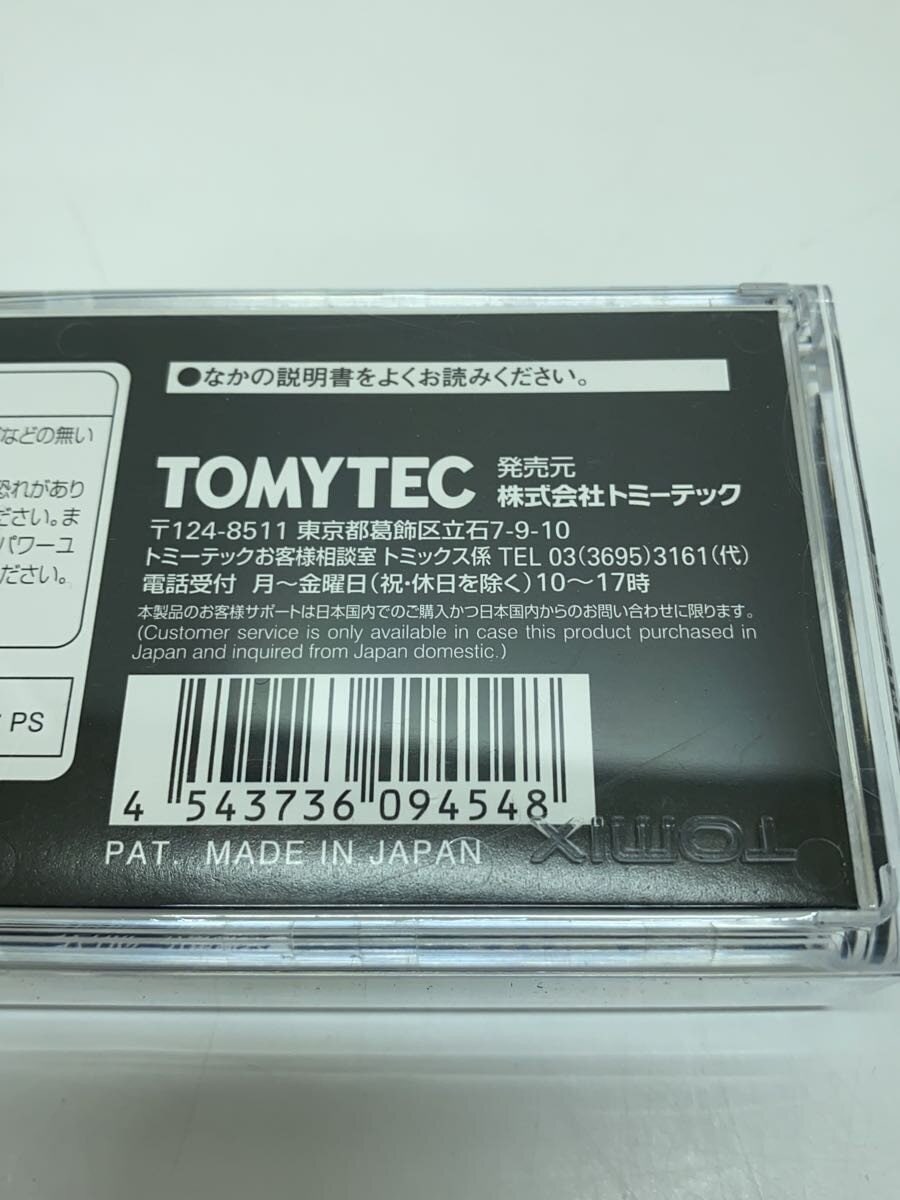 ●なかの説明書をよくお読みください。
などの無い
恐れがあり
ださい。ま
パワーユ
ください。
PS
TOMYTEC 発売元 株式会社トミーテック
〒124-8511 東京都葛飾区立石7-9-10
トミーテックお客様相談室 トミックス係 TEL 03(3695)3161(代)
電話受付 月〜金曜日(祝・休日を除く)10〜17時
本製品のお客様サポートは日本国内でのご購入かつ日本国内からのお問い合わせに限ります。
(Customer service is only available in case this product purchased in
Japan and inquired from Japan domestic.)
4 543736 094548
PAT. MADE IN JAPAN
TOMIX